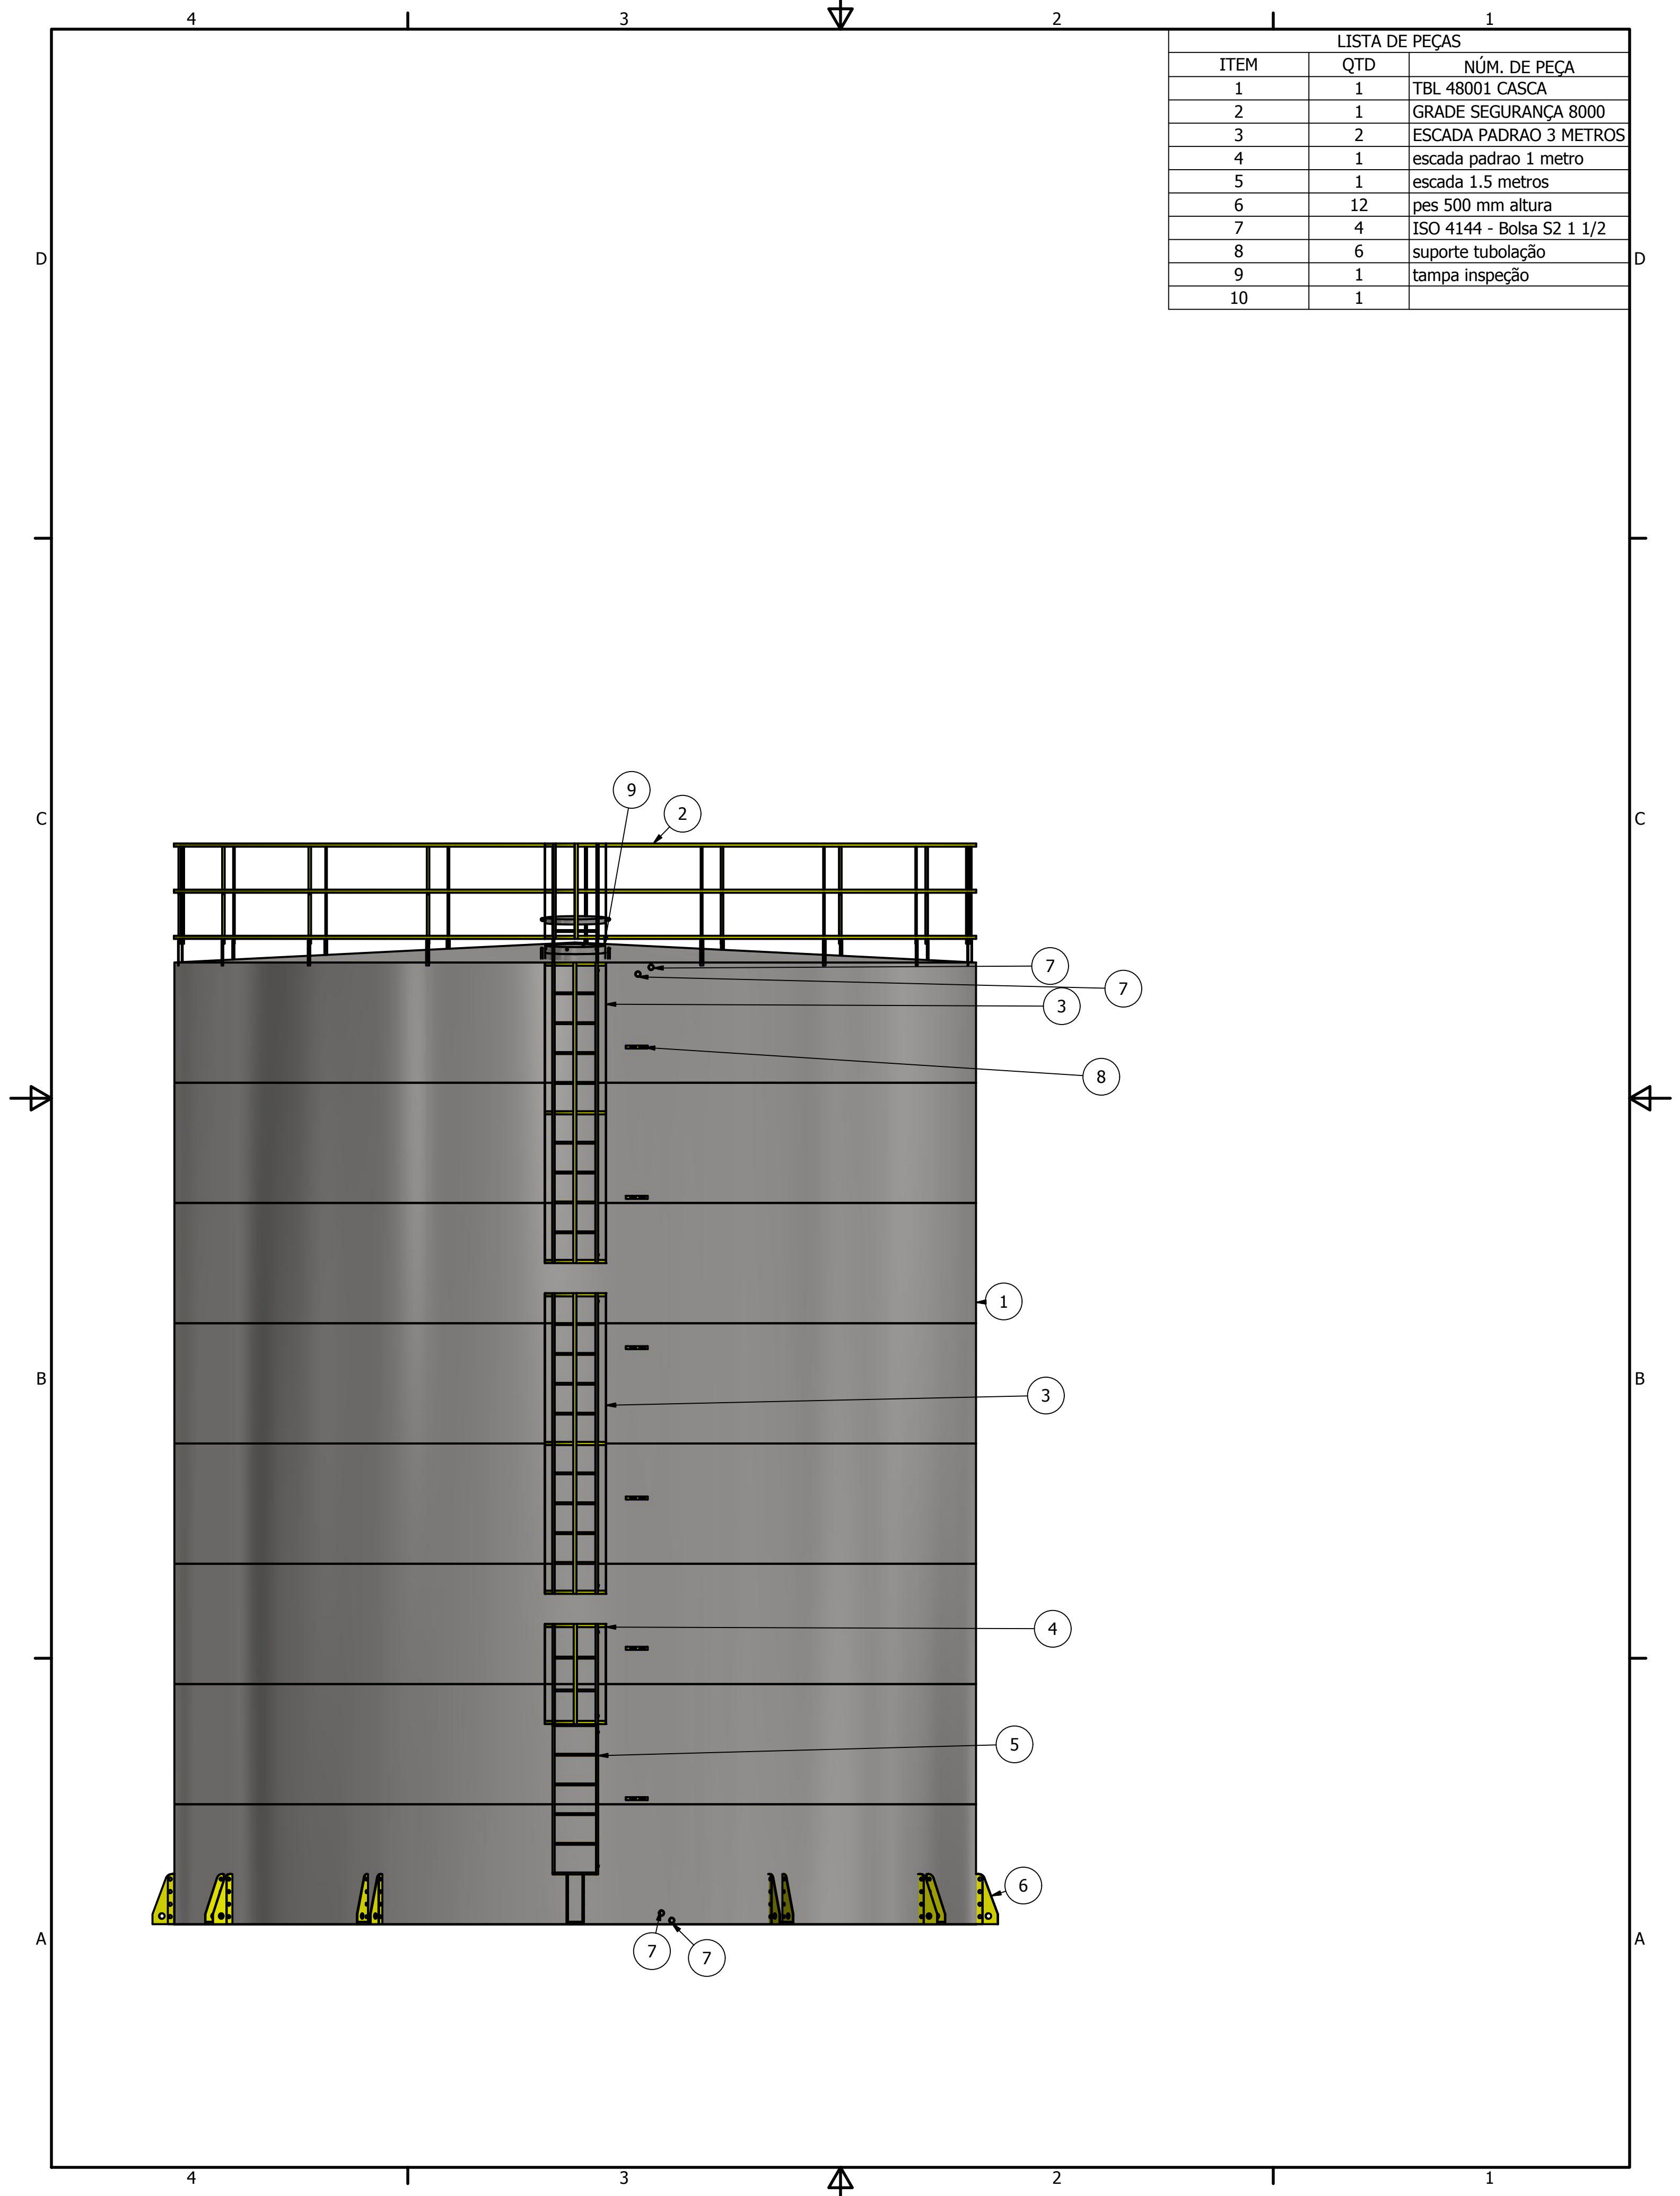 4 3 2 1
LISTA DE PEÇAS
ITEM QTD NÚM. DE PEÇA
1 1 TBL 48001 CASCA
2 1 GRADE SEGURANÇA 8000
3 2 ESCADA PADRAO 3 METROS
4 1 escada padrao 1 metro
5 1 escada 1.5 metros
6 12 pes 500 mm altura
7 4 ISO 4144 - Bolsa S2 1 1/2
D 8 6 suporte tubolação D
9 1 tampa inspeção
10 1
9
2
C C
7
7
3
8
1
B B
3
4
5
6
A A
7 7
4 3 2 1